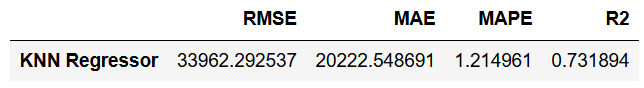 RMSE MAE MAPE R2
KNN Regressor 33962.292537 20222.548691 1.214961 0.731894